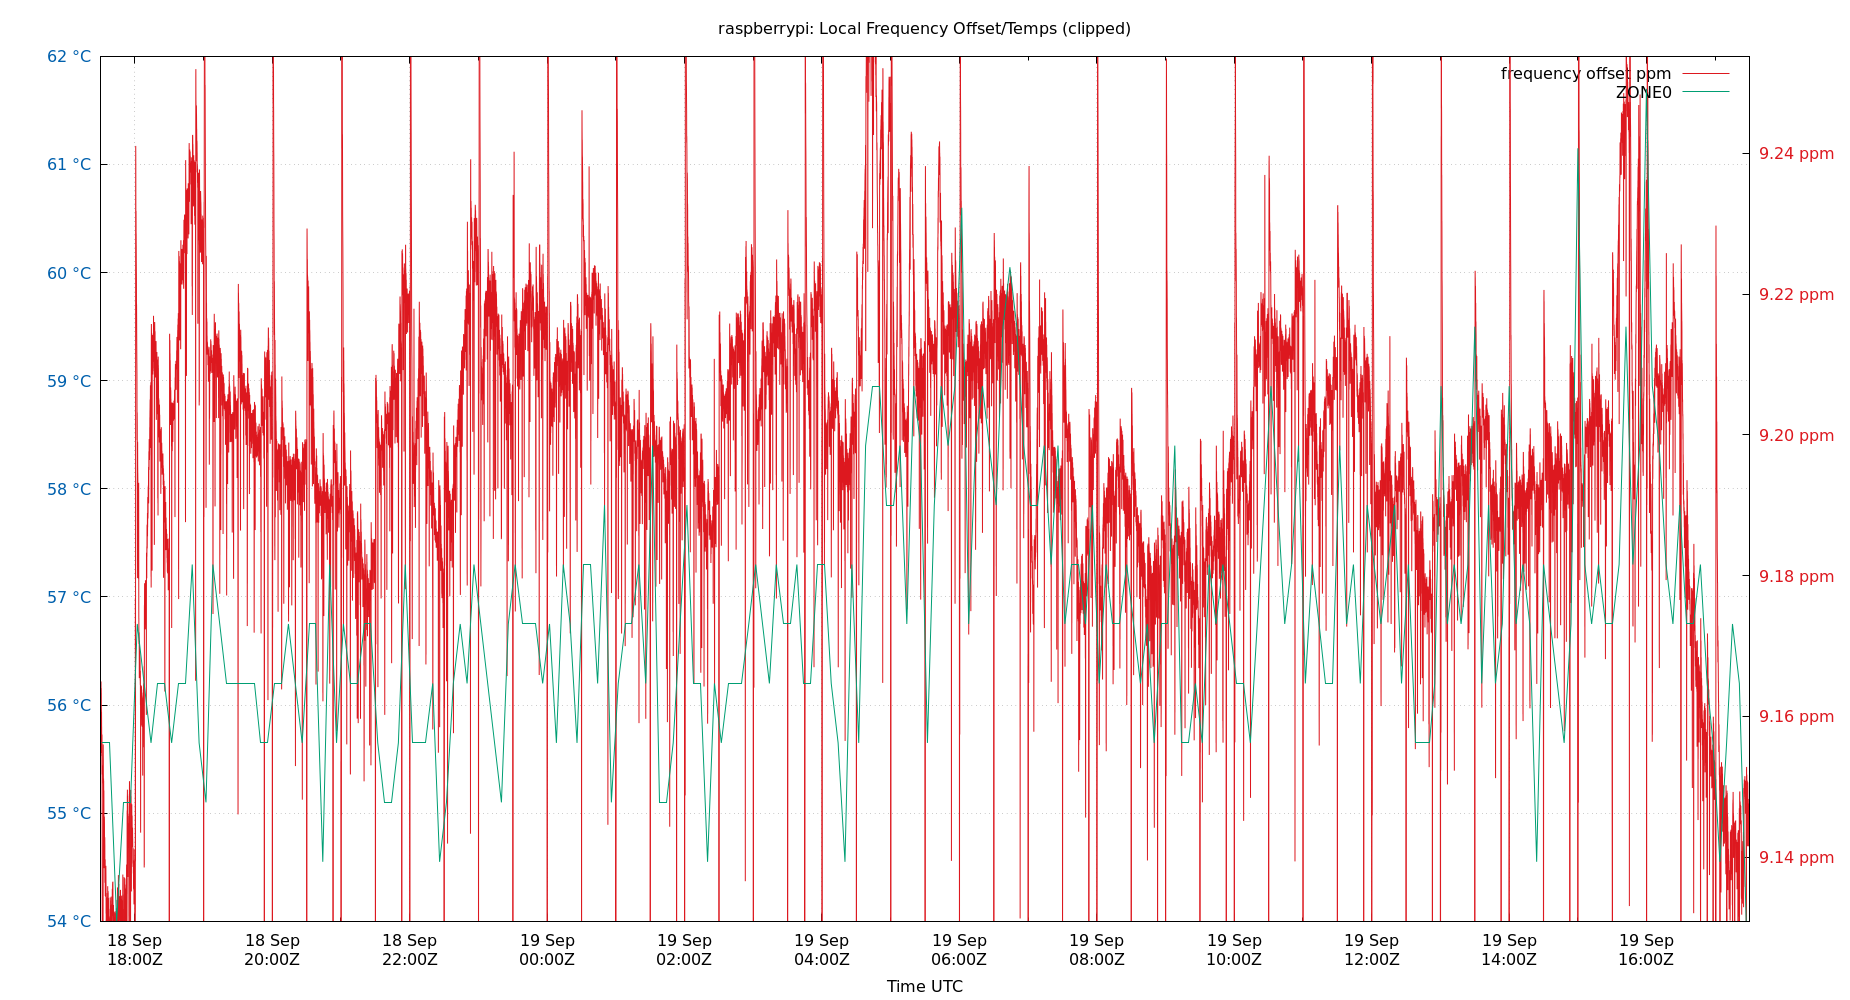 raspberrypi: Local Frequency Offset/Temps (clipped)
62 °C
61 °C
60 °C
59 °C
58 °C
57 °C
56 °C
55 °C
54 °C
frequency offset ppm
ZONE0
9.24 ppm
9.22 ppm
9.20 ppm
9.18 ppm
9.16 ppm
9.14 ppm
18 Sep 18 Sep 18 Sep 19 Sep 19 Sep 19 Sep 19 Sep 19 Sep 19 Sep 19 Sep 19 Sep 19 Sep
18:00Z 20:00Z 22:00Z 00:00Z 02:00Z 04:00Z 06:00Z 08:00Z 10:00Z 12:00Z 14:00Z 16:00Z
Time UTC